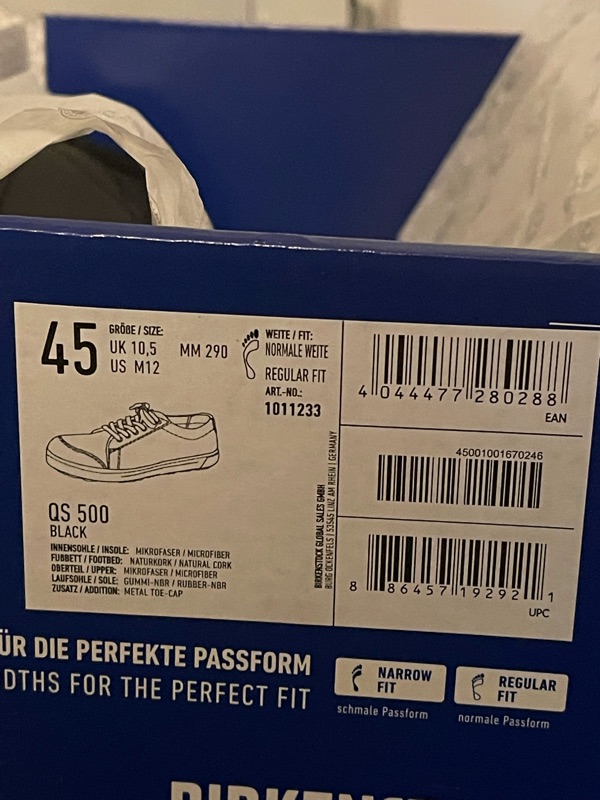 45
GRÖßE / SIZE:
UK 10,5
US M12
MM 290
WEITE / FIT:
NORMALE WEITE
REGULAR FIT
ART.-NO.:
1011233
QS 500
BLACK
INNENSOHLE / INSOLE: MIKROFASER / MICROFIBER
FUßBETT / FOOTBED: NATURKORK / NATURAL CORK
OBERTEIL / UPPER: MIKROFASER / MICROFIBER
LAUFSOHLE / SOLE: GUMMI-NBR / RUBBER-NBR
ZUSATZ / ADDITION: METAL TOE-CAP
BIRKENSTOCK GLOBAL SALES GMBH
BURG OCKENFELS | 53545 LINZ AM RHEIN | GERMANY
4 044477 280288
EAN
45001001670246
8 86457 19292 1
UPC
ÜR DIE PERFEKTE PASSFORM
DTHS FOR THE PERFECT FIT
NARROW
FIT
schmale Passform
REGULAR
FIT
normale Passform